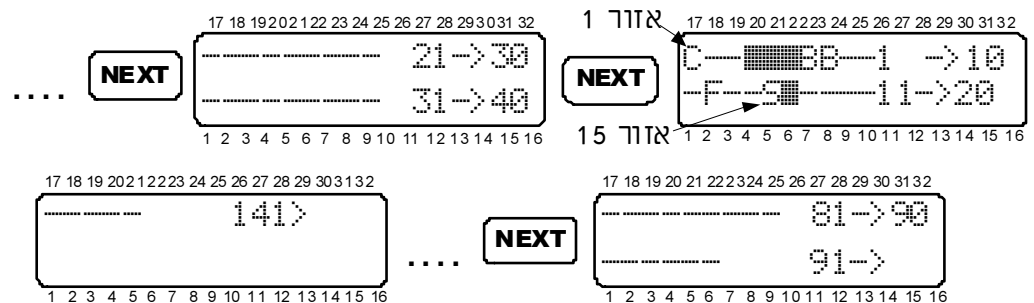 אזור 1
17 18 19 20 21 22 23 24 25 26 27 28 29 30 31 32
C--███BB--1 ->10
-F--S█----11->20
1 2 3 4 5 6 7 8 9 10 11 12 13 14 15 16
אזור 15
NEXT
17 18 19 20 21 22 23 24 25 26 27 28 29 30 31 32
---------- 21->30
---------- 31->40
1 2 3 4 5 6 7 8 9 10 11 12 13 14 15 16
NEXT
....
17 18 19 20 21 22 23 24 25 26 27 28 29 30 31 32
---------- 81->90
------- 91->
1 2 3 4 5 6 7 8 9 10 11 12 13 14 15 16
NEXT
....
17 18 19 20 21 22 23 24 25 26 27 28 29 30 31 32
----- 141>
1 2 3 4 5 6 7 8 9 10 11 12 13 14 15 16